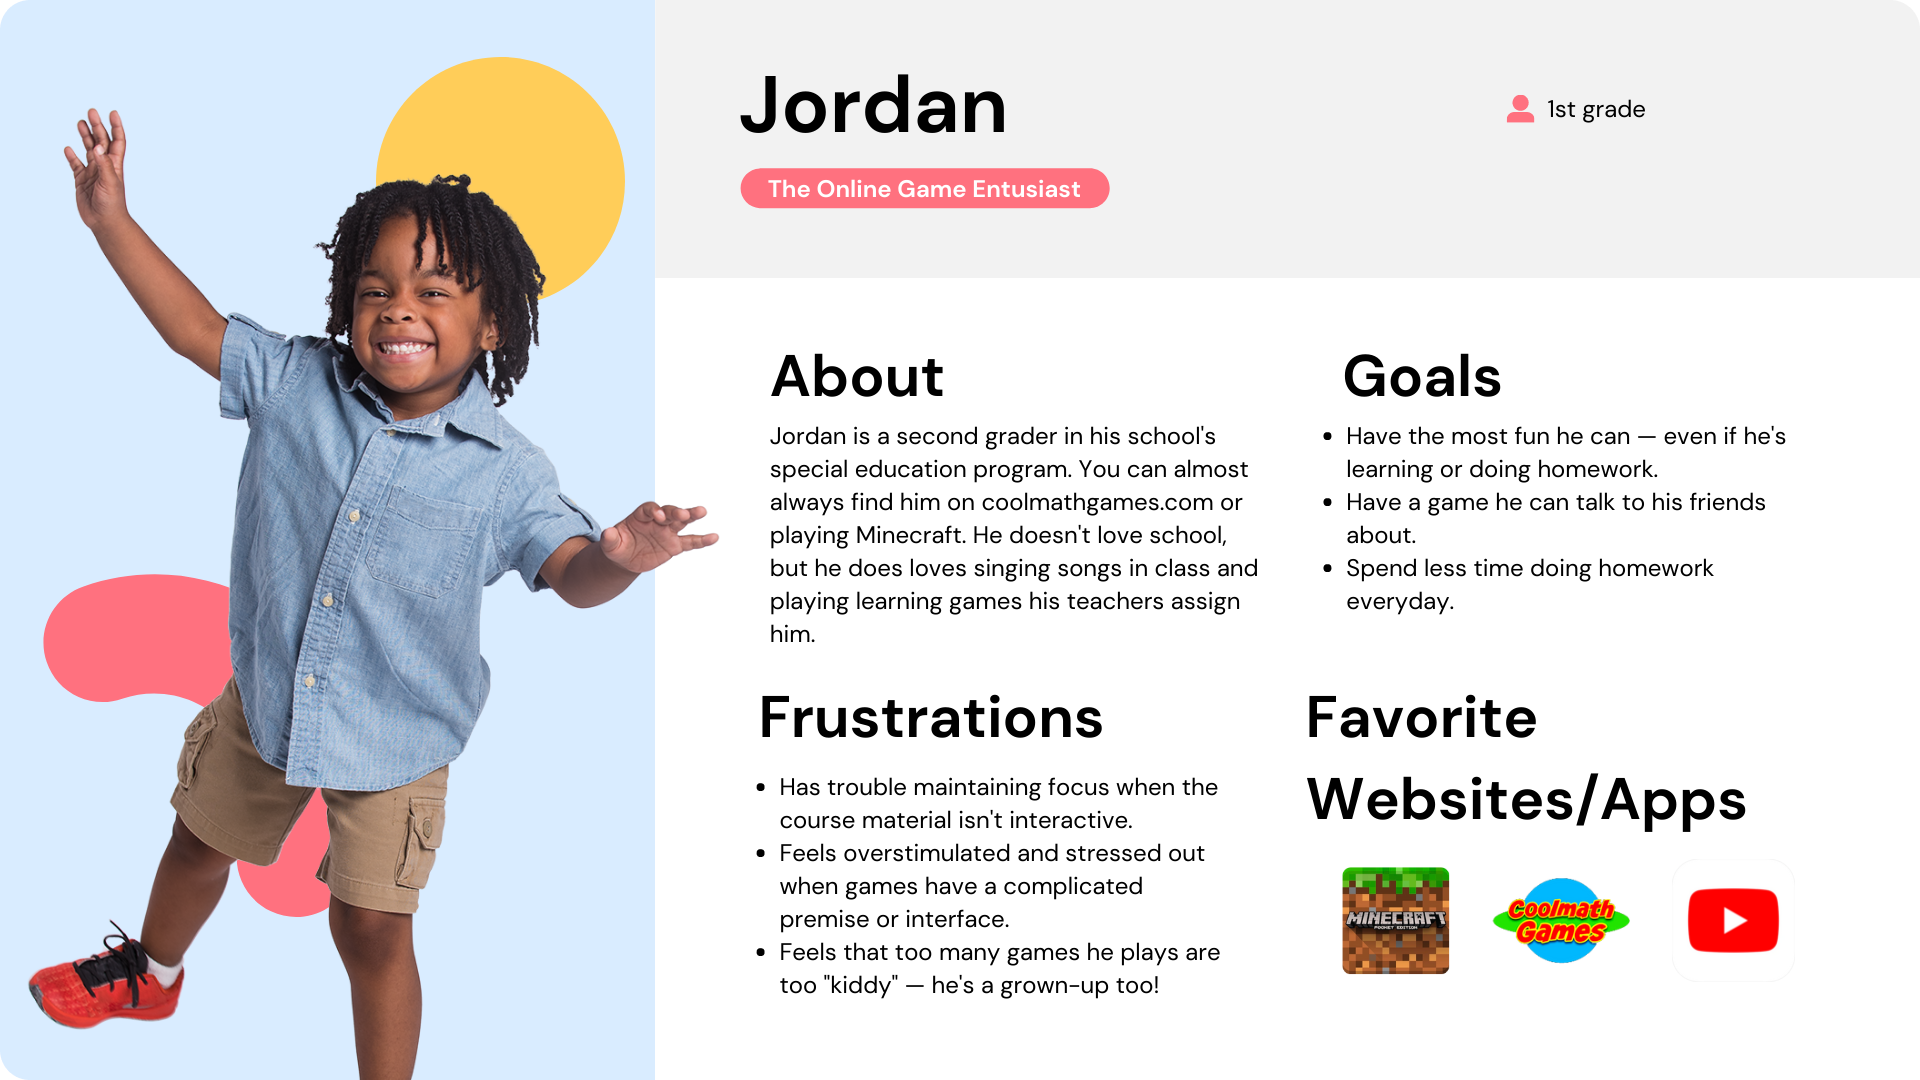 Jordan
1st grade
The Online Game Entusiast
About
Jordan is a second grader in his school's
special education program. You can almost
always find him on coolmathgames.com or
playing Minecraft. He doesn't love school,
but he does loves singing songs in class and
playing learning games his teachers assign
him.
Goals
• Have the most fun he can — even if he's
learning or doing homework.
• Have a game he can talk to his friends
about.
• Spend less time doing homework
everyday.
Frustrations
• Has trouble maintaining focus when the
course material isn't interactive.
• Feels overstimulated and stressed out
when games have a complicated
premise or interface.
• Feels that too many games he plays are
too "kiddy" — he's a grown-up too!
Favorite
Websites/Apps
MINECRAFT
POCKET EDITION
Coolmath
Games